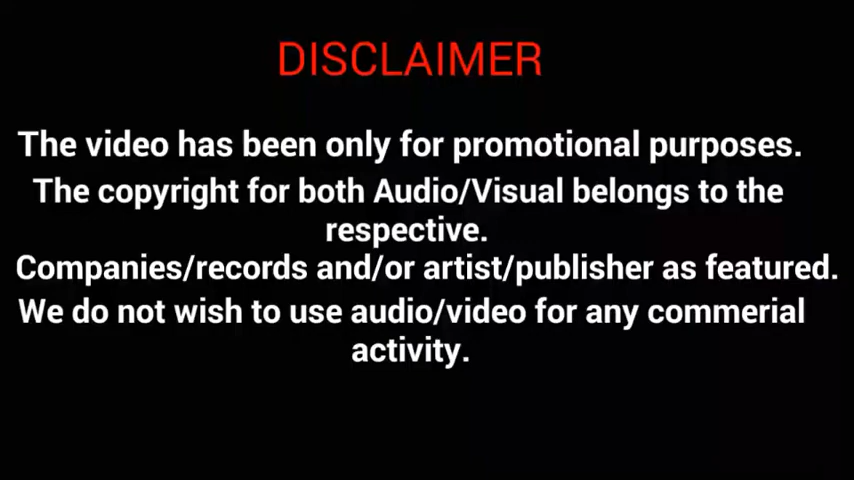 DISCLAIMER
The video has been only for promotional purposes.
The copyright for both Audio/Visual belongs to the
respective.
Companies/records and/or artist/publisher as featured.
We do not wish to use audio/video for any commerial
activity.